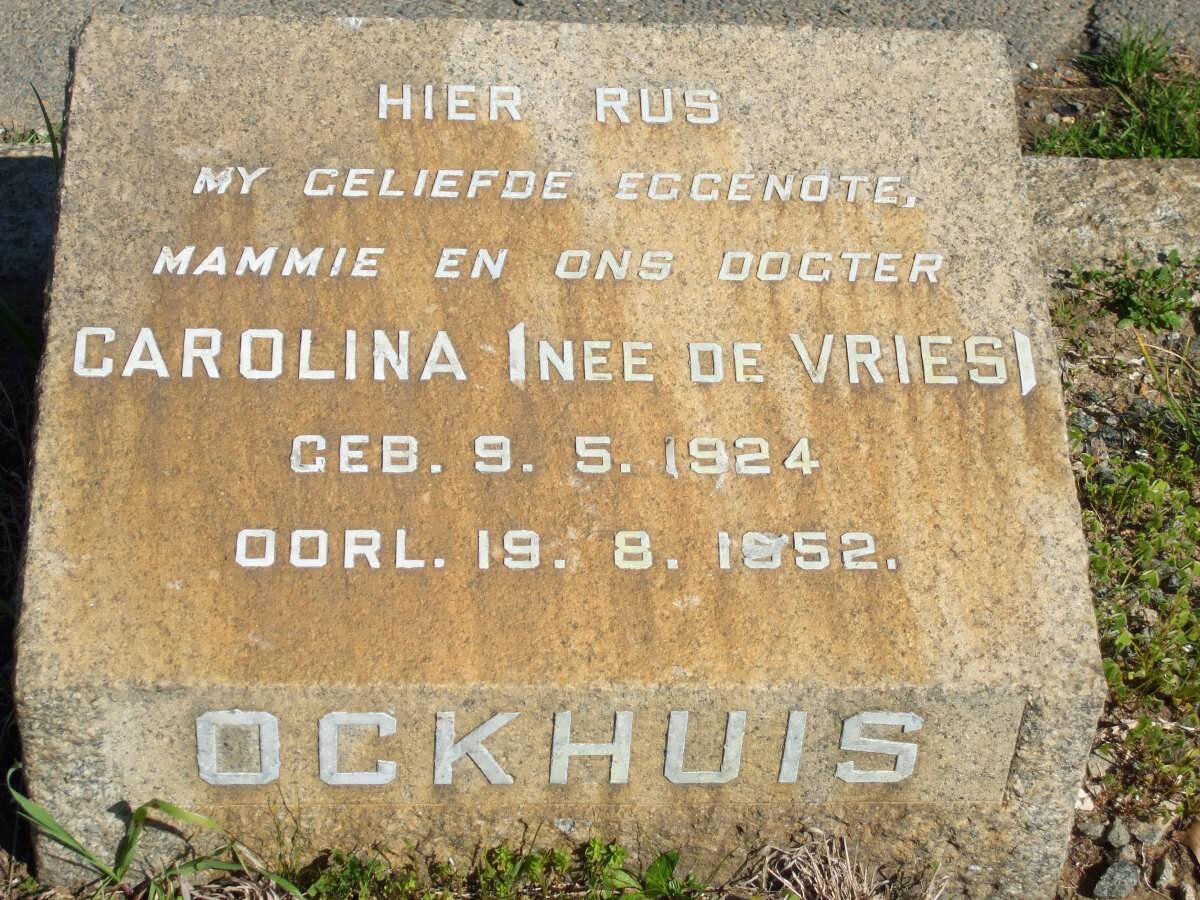 HIER RUS
MY GELIEFDE EGGENOTE,
MAMMIE EN ONS DOGTER
CAROLINA (NEE DE VRIES)
GEB. 9. 5. 1924
OORL. 19. 8. 1952.
OCKHUIS